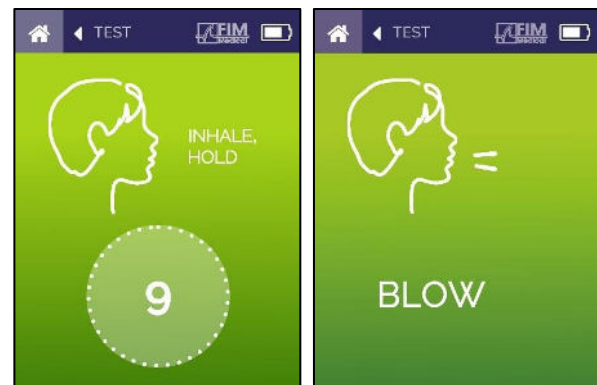 TEST
FIM
Medical
INHALE,
HOLD
9
TEST
FIM
Medical
BLOW